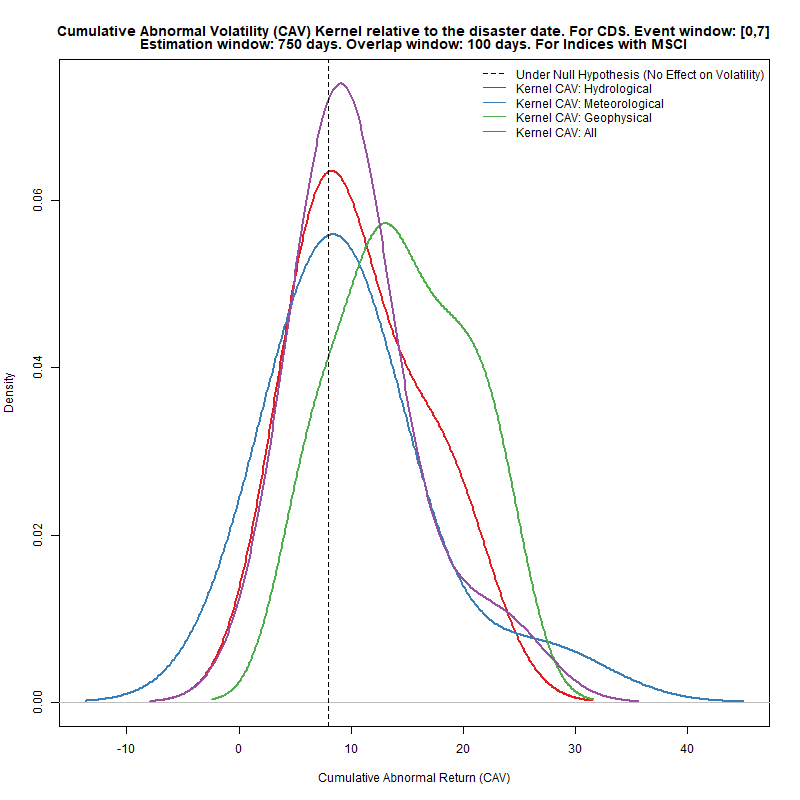 Cumulative Abnormal Volatility (CAV) Kernel relative to the disaster date. For CDS. Event window: [0,7]
Estimation window: 750 days. Overlap window: 100 days. For Indices with MSCI
Under Null Hypothesis (No Effect on Volatility)
Kernel CAV: Hydrological
Kernel CAV: Meteorological
Kernel CAV: Geophysical
Kernel CAV: All
Density
0.06
0.04
0.02
0.00
-10 0 10 20 30 40
Cumulative Abnormal Return (CAV)